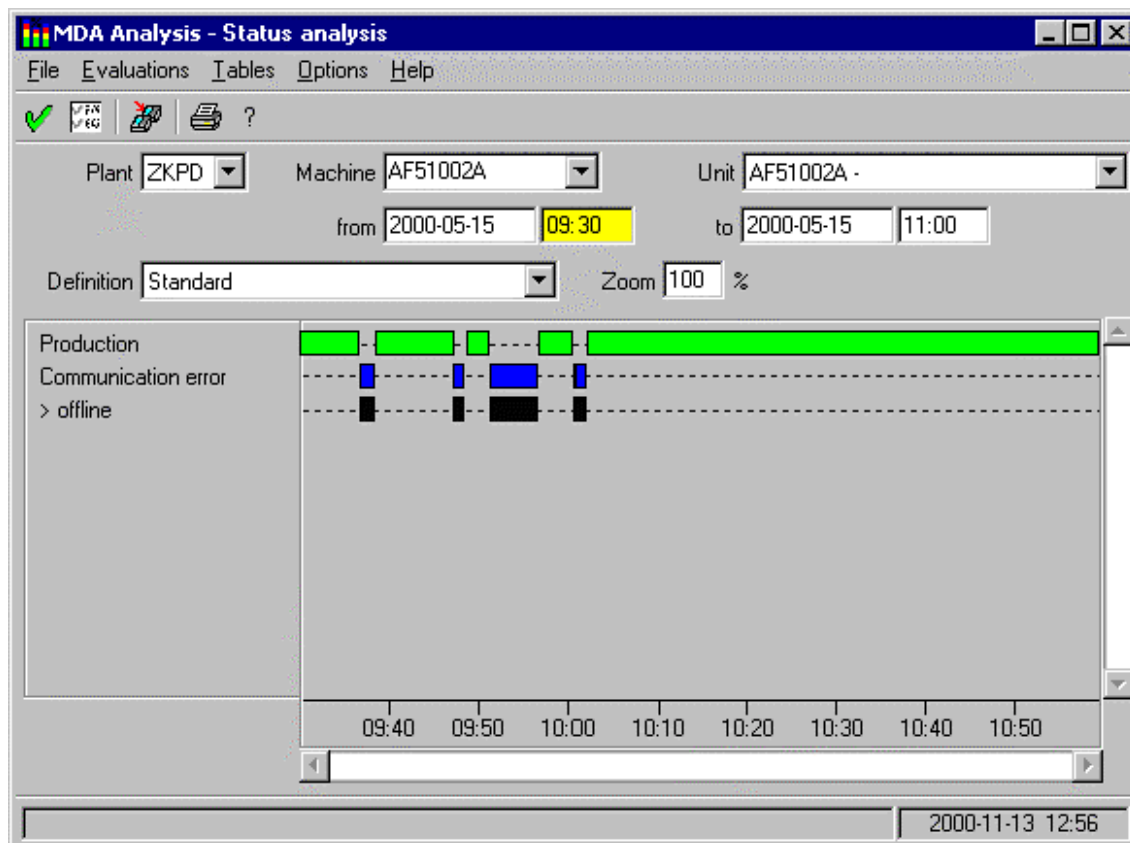 MDA Analysis - Status analysis
File Evaluations Tables Options Help
?
Plant ZKPD Machine AF51002A Unit AF51002A -
from 2000-05-15 09:30 to 2000-05-15 11:00
Definition Standard Zoom 100 %
Production
Communication error
> offline
09:40 09:50 10:00 10:10 10:20 10:30 10:40 10:50
2000-11-13 12:56